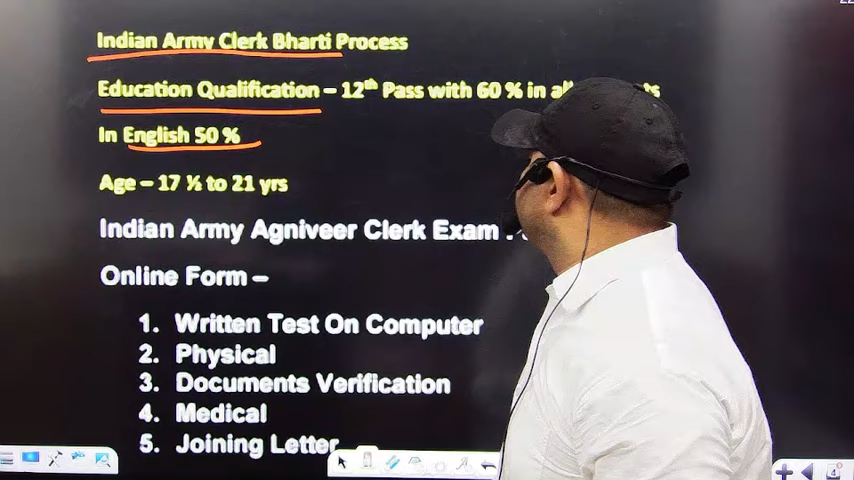 Indian Army Clerk Bharti Process
Education Qualification – 12th Pass with 60 % in
In English 50 %
Age – 17 ½ to 21 yrs
Indian Army Agniveer Clerk Exam
Online Form –
1. Written Test On Computer
2. Physical
3. Documents Verification
4. Medical
5. Joining Letter